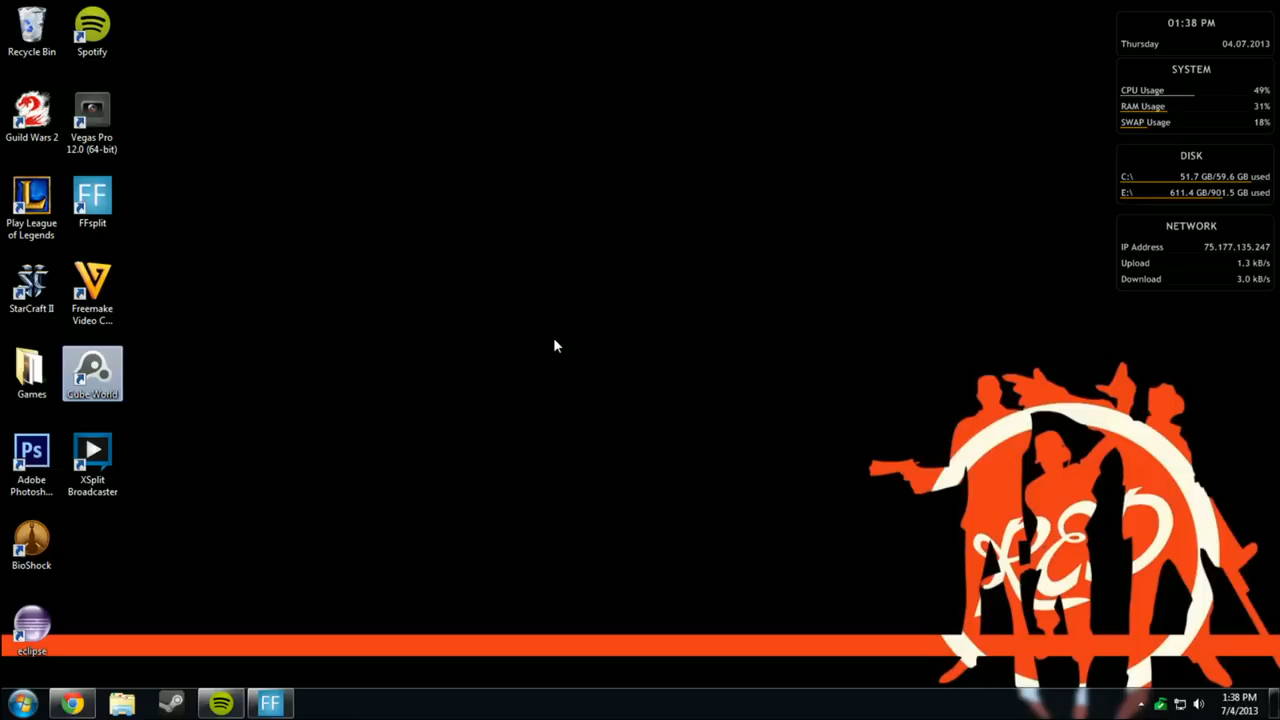 Recycle Bin
Spotify
Guild Wars 2
Vegas Pro
12.0 (64-bit)
Play League
of Legends
FFsplit
StarCraft II
Freemake
Video C...
Games
Cube World
Adobe
Photosh...
XSplit
Broadcaster
BioShock
eclipse
01:38 PM
Thursday 04.07.2013
SYSTEM
CPU Usage 49%
RAM Usage 31%
SWAP Usage 18%
DISK
C:\ 51.7 GB/59.6 GB used
E:\ 611.4 GB/901.5 GB used
NETWORK
IP Address 75.177.135.247
Upload 1.3 kB/s
Download 3.0 kB/s
FF
Ps
FF
1:38 PM
7/4/2013